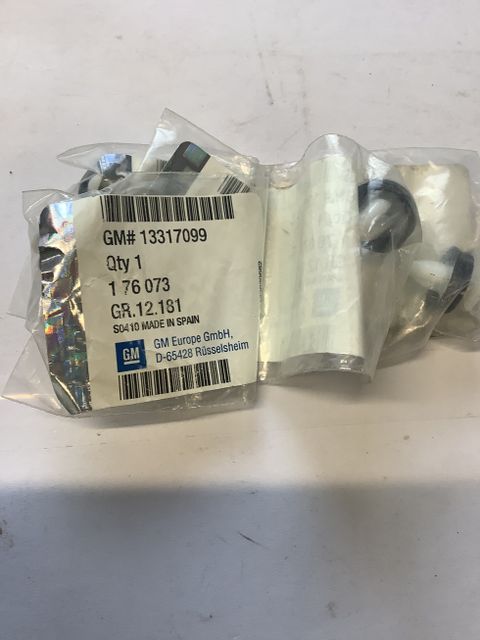 GM# 13317099
Qty 1
1 76 073
GR.12.181
S0410 MADE IN SPAIN
GM
GM Europe GmbH,
D-65428 Rüsselsheim